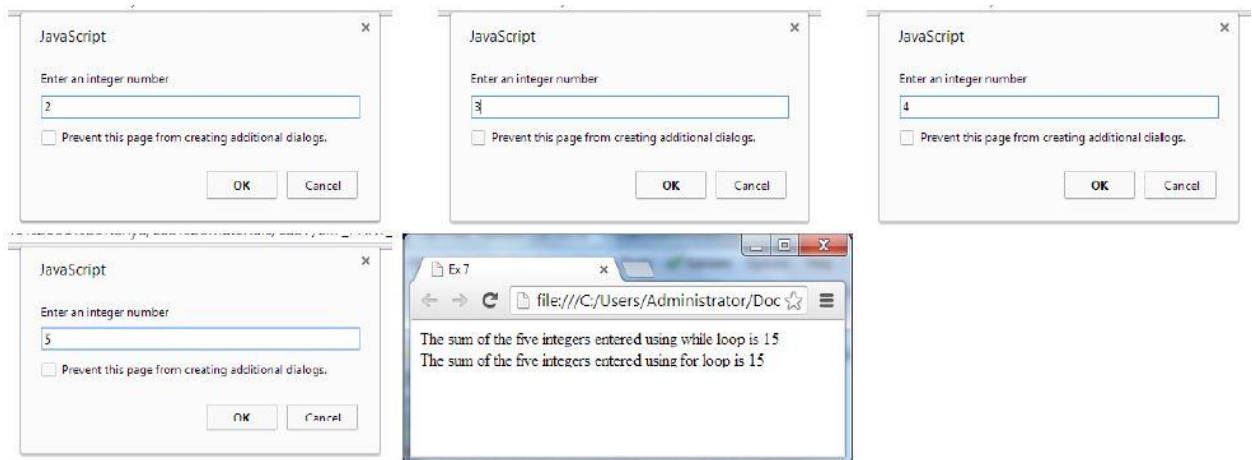 JavaScript
Enter an integer number
2
Prevent this page from creating additional dialogs.
OK
Cancel
JavaScript
Enter an integer number
3
Prevent this page from creating additional dialogs.
OK
Cancel
JavaScript
Enter an integer number
4
Prevent this page from creating additional dialogs.
OK
Cancel
JavaScript
Enter an integer number
5
Prevent this page from creating additional dialogs.
OK
Cancel
Ex 7
file:///C:/Users/Administrator/Doc
The sum of the five integers entered using while loop is 15
The sum of the five integers entered using for loop is 15